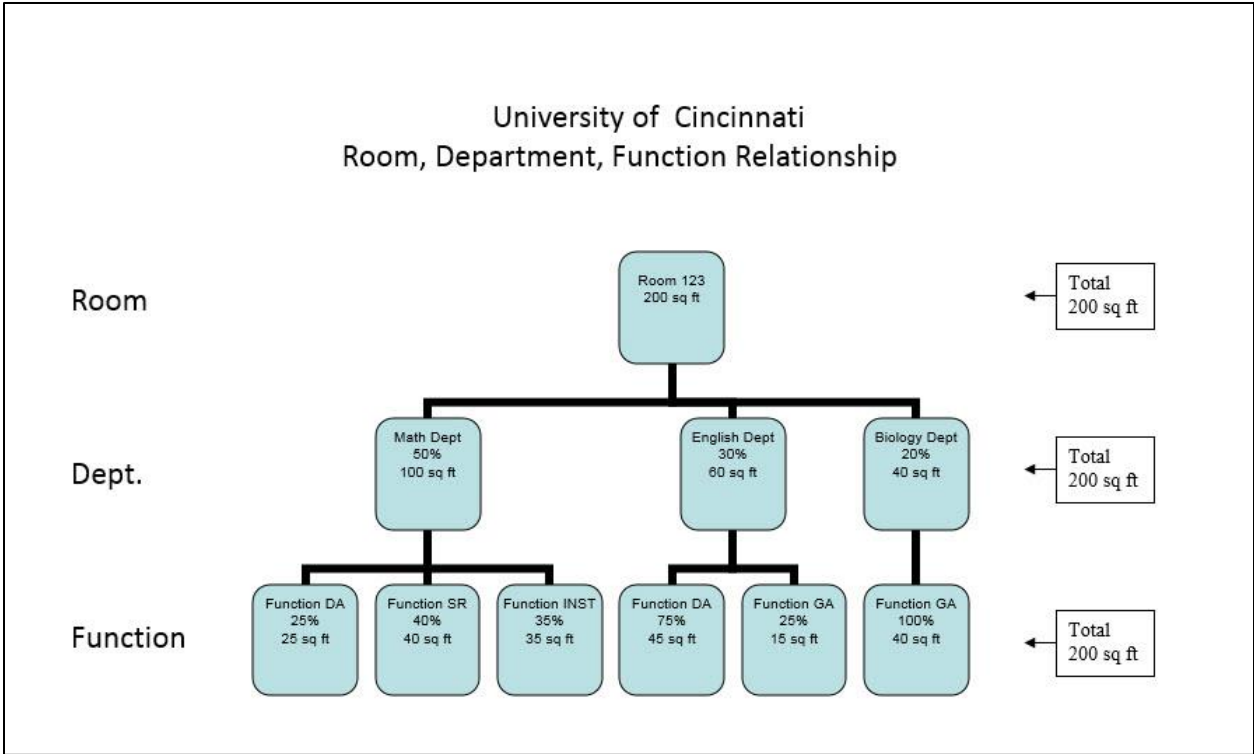 University of  Cincinnati
Room, Department, Function Relationship
Room
Room 123
200 sq ft
Total
200 sq ft
Dept.
Math Dept
50%
100 sq ft
English Dept
30%
60 sq ft
Biology Dept
20%
40 sq ft
Total
200 sq ft
Function
Function DA
25%
25 sq ft
Function SR
40%
40 sq ft
Function INST
35%
35 sq ft
Function DA
75%
45 sq ft
Function GA
25%
15 sq ft
Function GA
100%
40 sq ft
Total
200 sq ft